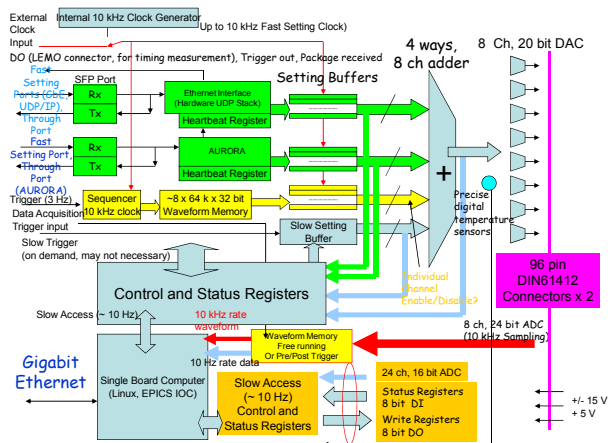 External
Clock
Input
Internal 10 kHz Clock Generator
Up to 10 kHz Fast Setting Clock)
DO (LEMO connector, for timing measurement), Trigger out, Package received
Fast
Setting
Ports (GbE,
UDP/IP),
Through
Port
Fast
Setting Port,
Through
Port
(AURORA)
SFP Port
Rx
Tx
Rx
Tx
Ethernet Interface
(Hardware UDP Stack)
Heartbeat Register
AURORA
Heartbeat Register
Setting Buffers
4 ways,
8 ch adder
+
8 Ch, 20 bit DAC
Trigger (3 Hz)
Data Acquisition
Trigger input
Sequencer
10 kHz clock
~8 x 64 k x 32 bit
Waveform Memory
Slow Setting
Buffer
Precise
digital
temperature
sensors
Slow Trigger
(on demand, may not necessary)
Control and Status Registers
Individual
Channel
Enable/Disable?
96 pin
DIN61412
Connectors x 2
Slow Access (~ 10 Hz)
10 kHz rate
waveform
Waveform Memory
Free running
Or Pre/Post Trigger
8 ch, 24 bit ADC
(10 kHz Sampling)
10 Hz rate data
Gigabit
Ethernet
Single Board Computer
(Linux, EPICS IOC)
Slow Access
(~ 10 Hz)
Control and
Status Registers
24 ch, 16 bit ADC
Status Registers
8 bit DI
Write Registers
8 bit DO
+/- 15 V
+ 5 V